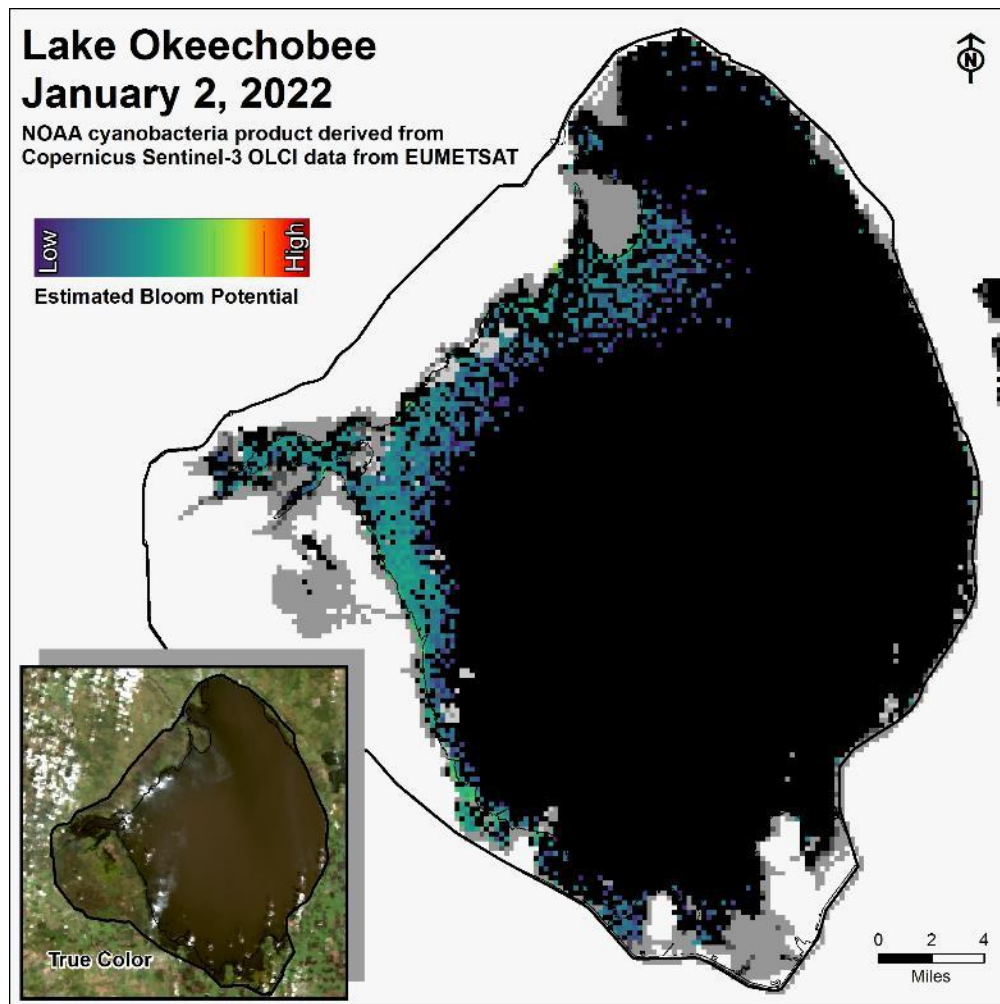 Lake Okeechobee
January 2, 2022
NOAA cyanobacteria product derived from
Copernicus Sentinel-3 OLCI data from EUMETSAT
N
Low
High
Estimated Bloom Potential
True Color
0 2 4
Miles